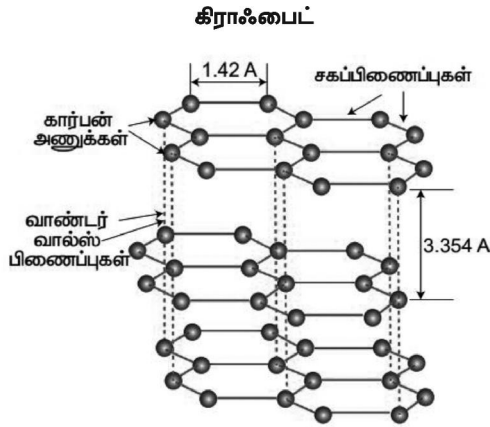 கிராஃபைட்
1.42 A
சகப்பிணைப்புகள்
கார்பன்
அணுக்கள்
வாண்டர்
வால்ஸ்
பிணைப்புகள்
3.354 A